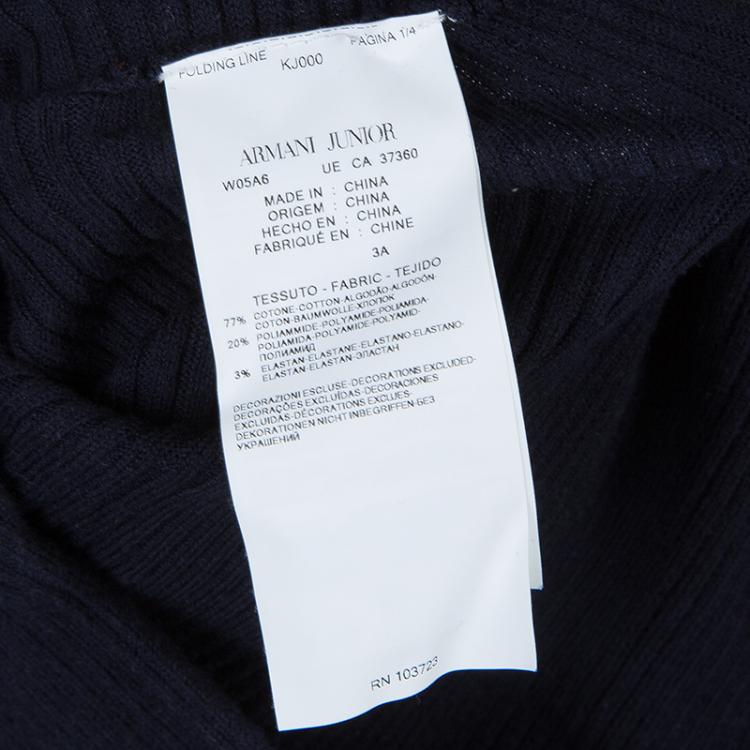 FOLDING LINE KJ000 PAGINA 1/4
ARMANI JUNIOR
W05A6 UE CA 37360
MADE IN : CHINA
ORIGEM : CHINA
HECHO EN : CHINA
FABRIQUÉ EN : CHINE
3A
TESSUTO - FABRIC - TEJIDO
77% COTONE-COTTON-ALGODÃO-ALGODÓN-
COTON-BAUMWOLLE-ХЛОПОК
20% POLIAMMIDE-POLYAMIDE-POLIAMIDA-
POLIAMIDA-POLYAMIDE-POLYAMID-
ПОЛИАМИД
3% ELASTAN-ELASTANE-ELASTANO-ELASTANO-
ELASTAN-ELASTAN-ЭЛАСТАН
DECORAZIONI ESCLUSE-DECORATIONS EXCLUDED-
DECORAÇÕES EXCLUÍDAS-DECORACIONES
EXCLUIDAS-DÉCORATIONS EXCLUES-
DEKORATIONEN NICHT INBEGRIFFEN-БЕЗ
УКРАШЕНИЙ
RN 103723